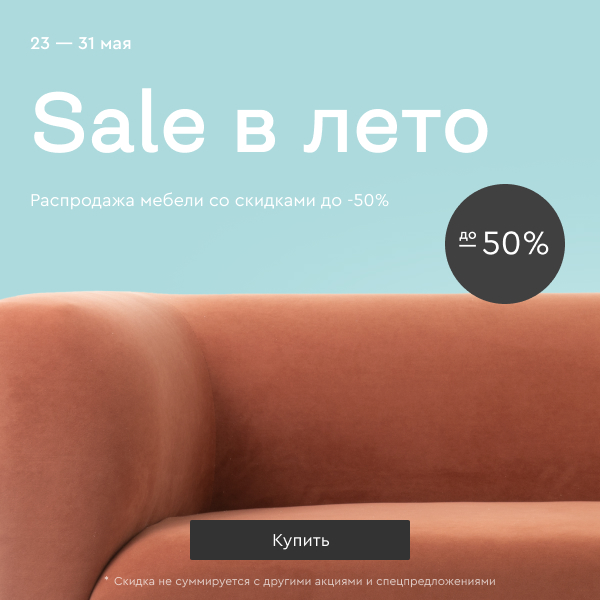 23 — 31 мая
Sale в лето
Распродажа мебели со скидками до -50%
до 50%
Купить
* Скидка не суммируется с другими акциями и спецпредложениями